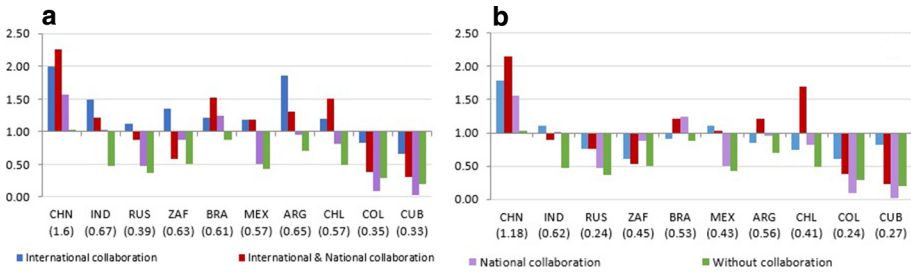 a
2.50
2.00
1.50
1.00
0.50
0.00
CHN IND RUS ZAF BRA MEX ARG CHL COL CUB
(1.6) (0.67) (0.39) (0.63) (0.61) (0.57) (0.65) (0.57) (0.35) (0.33)
International collaboration International & National collaboration
b
2.50
2.00
1.50
1.00
0.50
0.00
CHN IND RUS ZAF BRA MEX ARG CHL COL CUB
(1.18) (0.62) (0.24) (0.45) (0.53) (0.43) (0.56) (0.41) (0.24) (0.27)
National collaboration Without collaboration